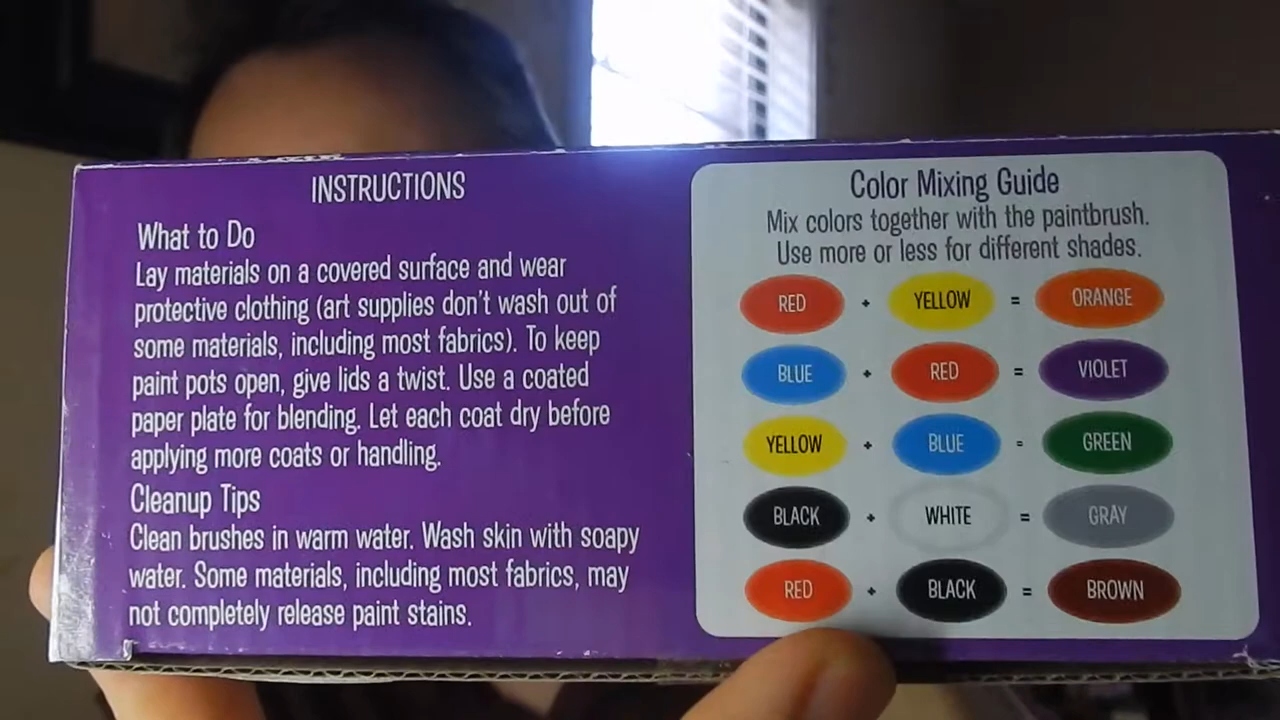 INSTRUCTIONS
What to Do
Lay materials on a covered surface and wear
protective clothing (art supplies don't wash out of
some materials, including most fabrics). To keep
paint pots open, give lids a twist. Use a coated
paper plate for blending. Let each coat dry before
applying more coats or handling.
Cleanup Tips
Clean brushes in warm water. Wash skin with soapy
water. Some materials, including most fabrics, may
not completely release paint stains.
Color Mixing Guide
Mix colors together with the paintbrush.
Use more or less for different shades.
RED + YELLOW = ORANGE
BLUE + RED = VIOLET
YELLOW + BLUE = GREEN
BLACK + WHITE = GRAY
RED + BLACK = BROWN